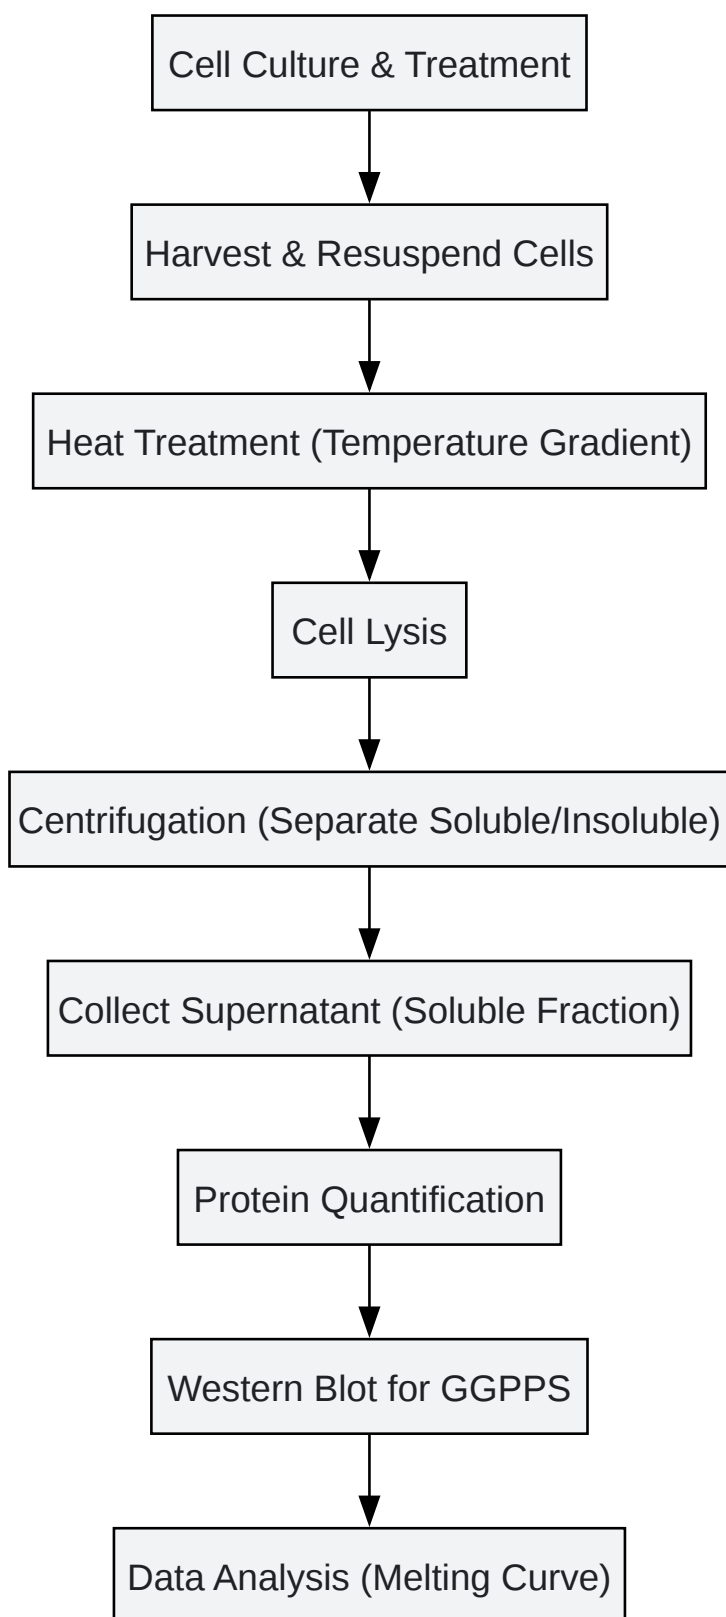 Cell Culture & Treatment
Harvest & Resuspend Cells
Heat Treatment (Temperature Gradient)
Cell Lysis
Centrifugation (Separate Soluble/Insoluble)
Collect Supernatant (Soluble Fraction)
Protein Quantification
Western Blot for GGPPS
Data Analysis (Melting Curve)